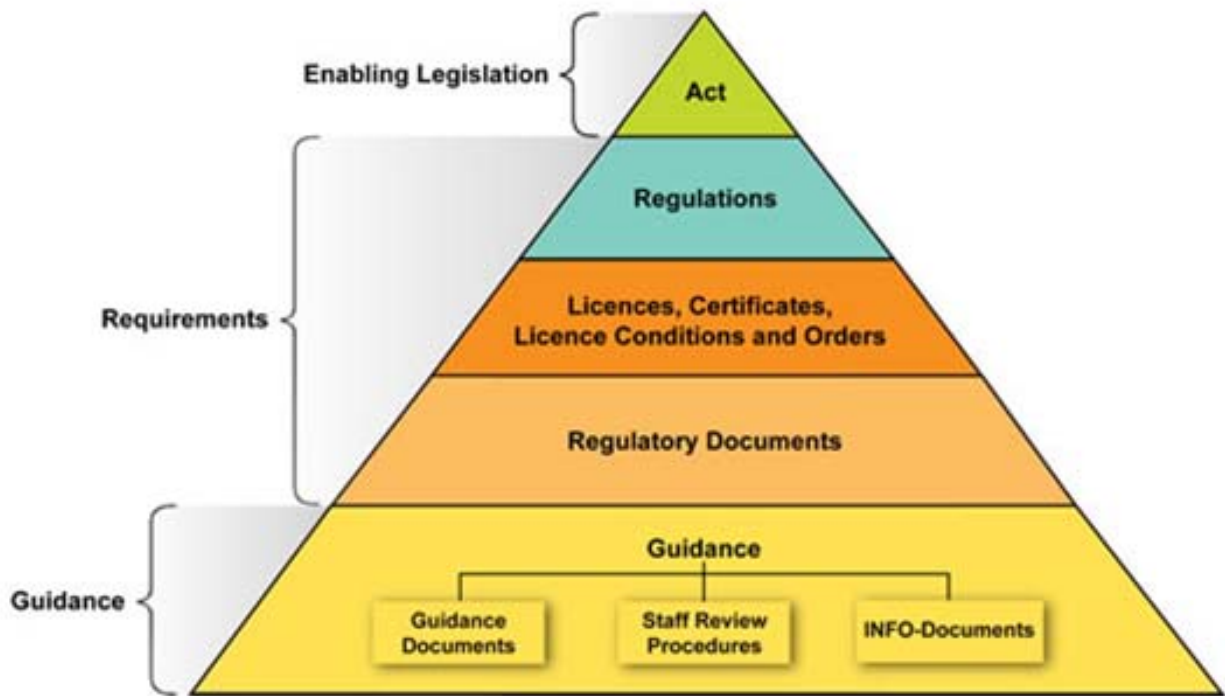 Enabling Legislation
Act
Regulations
Requirements
Licences, Certificates,
Licence Conditions and Orders
Regulatory Documents
Guidance
Guidance
Guidance
Documents
Staff Review
Procedures
INFO-Documents